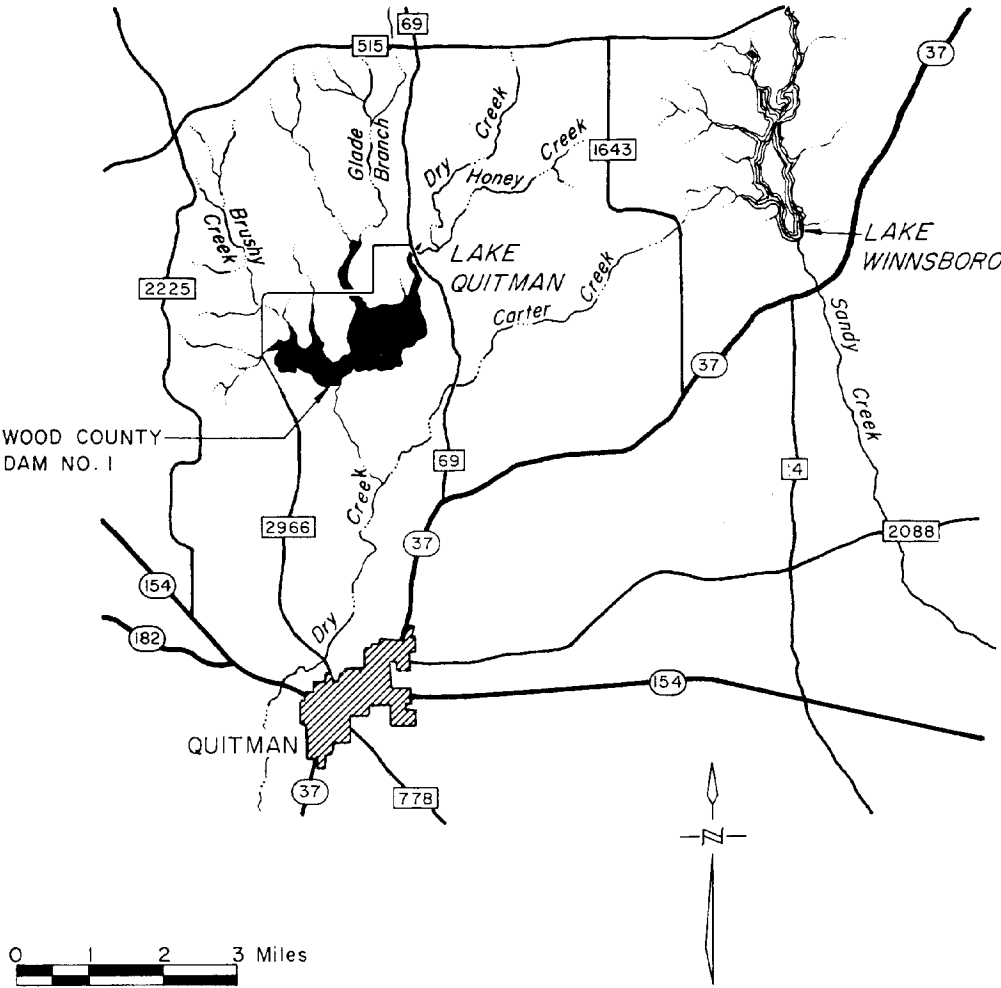 69
515
37
Glade
Branch
Dry
Creek
Honey
Creek
1643
Brushy
Creek
LAKE
QUITMAN
LAKE
WINNSBORO
2225
Carter
Creek
Sandy
Creek
37
WOOD COUNTY
DAM NO. 1
69
14
2966
Creek
37
2088
154
182
Dry
154
QUITMAN
37
778
N
0 1 2 3 Miles